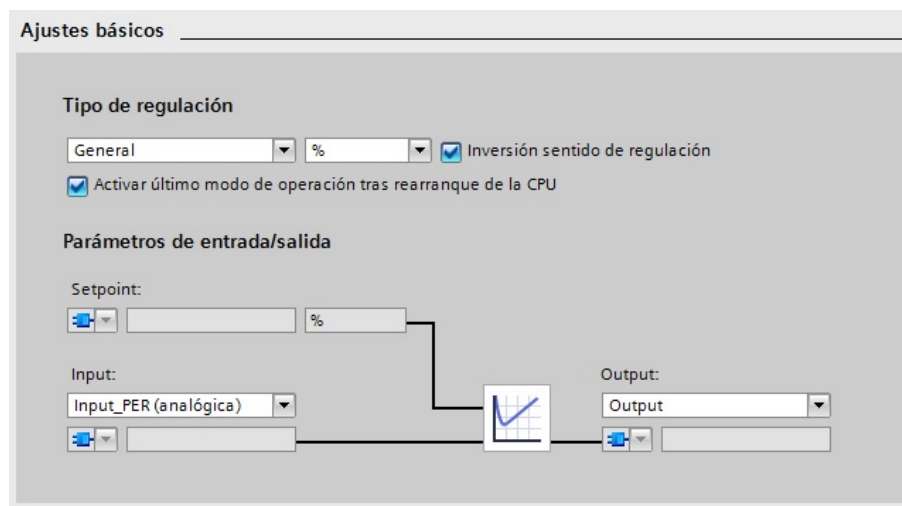 Ajustes básicos
Tipo de regulación
General % Inversión sentido de regulación
Activar último modo de operación tras rearranque de la CPU
Parámetros de entrada/salida
Setpoint:
%
Input: Output:
Input_PER (analógica) Output